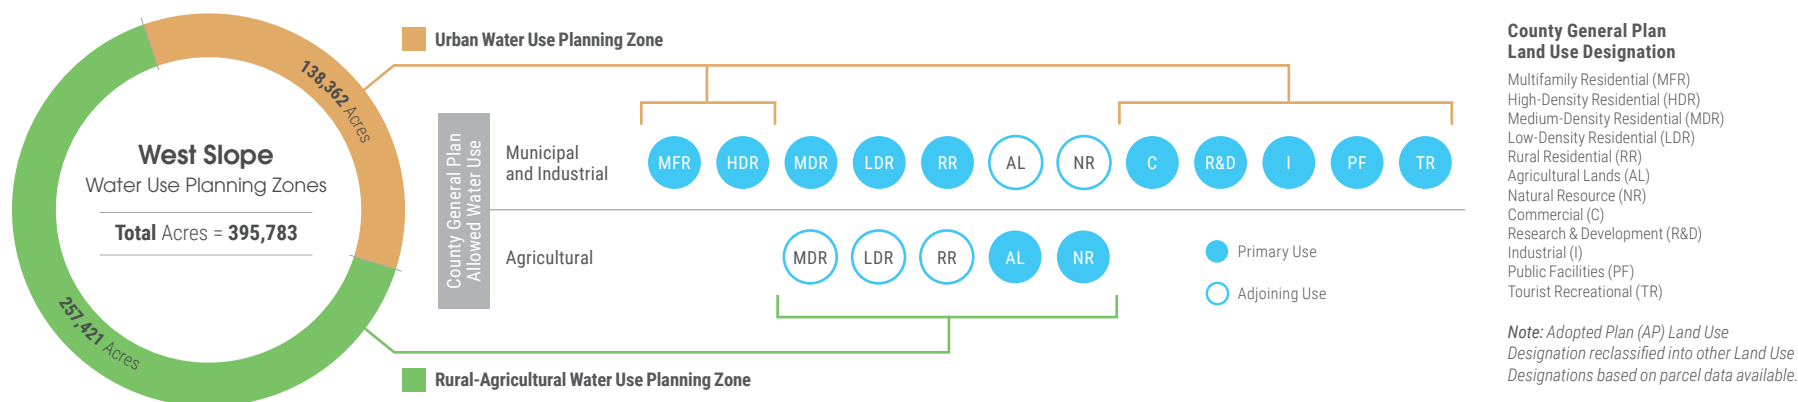 Urban Water Use Planning Zone
138,362 Acres
West Slope
Water Use Planning Zones
Total Acres = 395,783
257,421 Acres
County General Plan
Allowed Water Use
Municipal
and Industrial
MFR HDR MDR LDR RR AL NR C R&D I PF TR
Agricultural
MDR LDR RR AL NR
Primary Use
Adjoining Use
Rural-Agricultural Water Use Planning Zone
County General Plan
Land Use Designation
Multifamily Residential (MFR)
High-Density Residential (HDR)
Medium-Density Residential (MDR)
Low-Density Residential (LDR)
Rural Residential (RR)
Agricultural Lands (AL)
Natural Resource (NR)
Commercial (C)
Research & Development (R&D)
Industrial (I)
Public Facilities (PF)
Tourist Recreational (TR)
Note: Adopted Plan (AP) Land Use
Designation reclassified into other Land Use
Designations based on parcel data available.